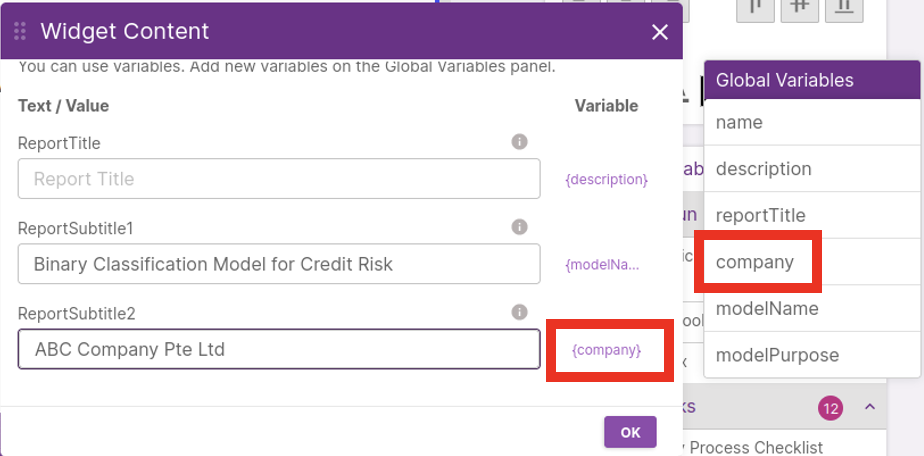 Widget Content
You can use variables. Add new variables on the Global Variables panel.
Text / Value
Variable
ReportTitle
Report Title
{description}
ReportSubtitle1
Binary Classification Model for Credit Risk
{modelNa...
ReportSubtitle2
ABC Company Pte Ltd
{company}
OK
Global Variables
name
description
reportTitle
company
modelName
modelPurpose
12
Process Checklist